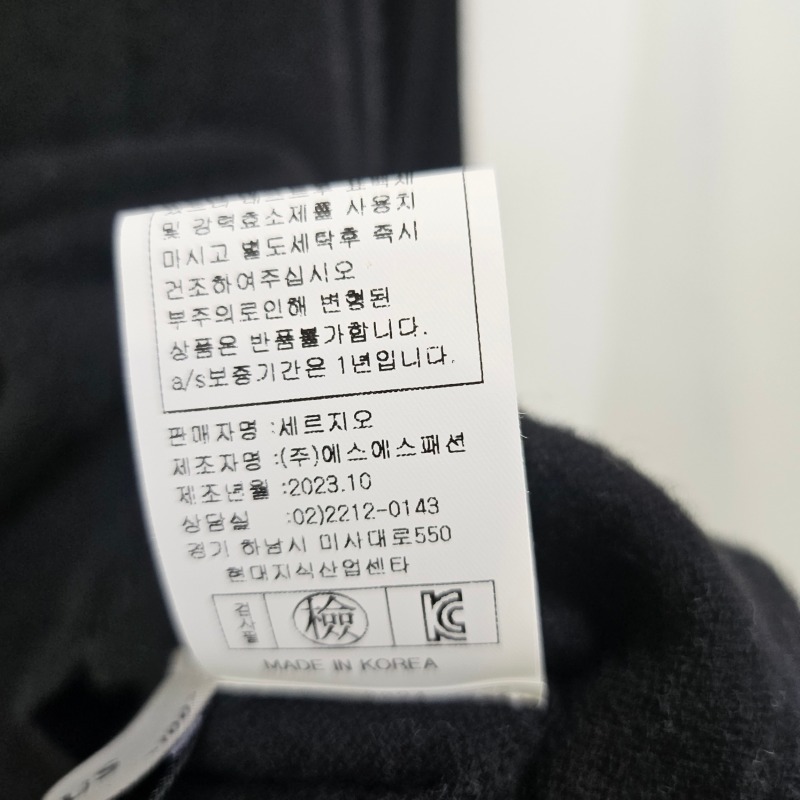 및 강력효소제를 사용치
마시고 별도세탁후 즉시
건조하여주십시오
부주의로인해 변형된
상품은 반품불가합니다.
a/s보증기간은 1년입니다.
판매자명 :세르지오
제조자명 :(주)에스에스패션
제조년월 :2023.10
상담실 :02)2212-0143
경기 하남시 미사대로550
현대지식산업센타
검사필 檢 KC
MADE IN KOREA